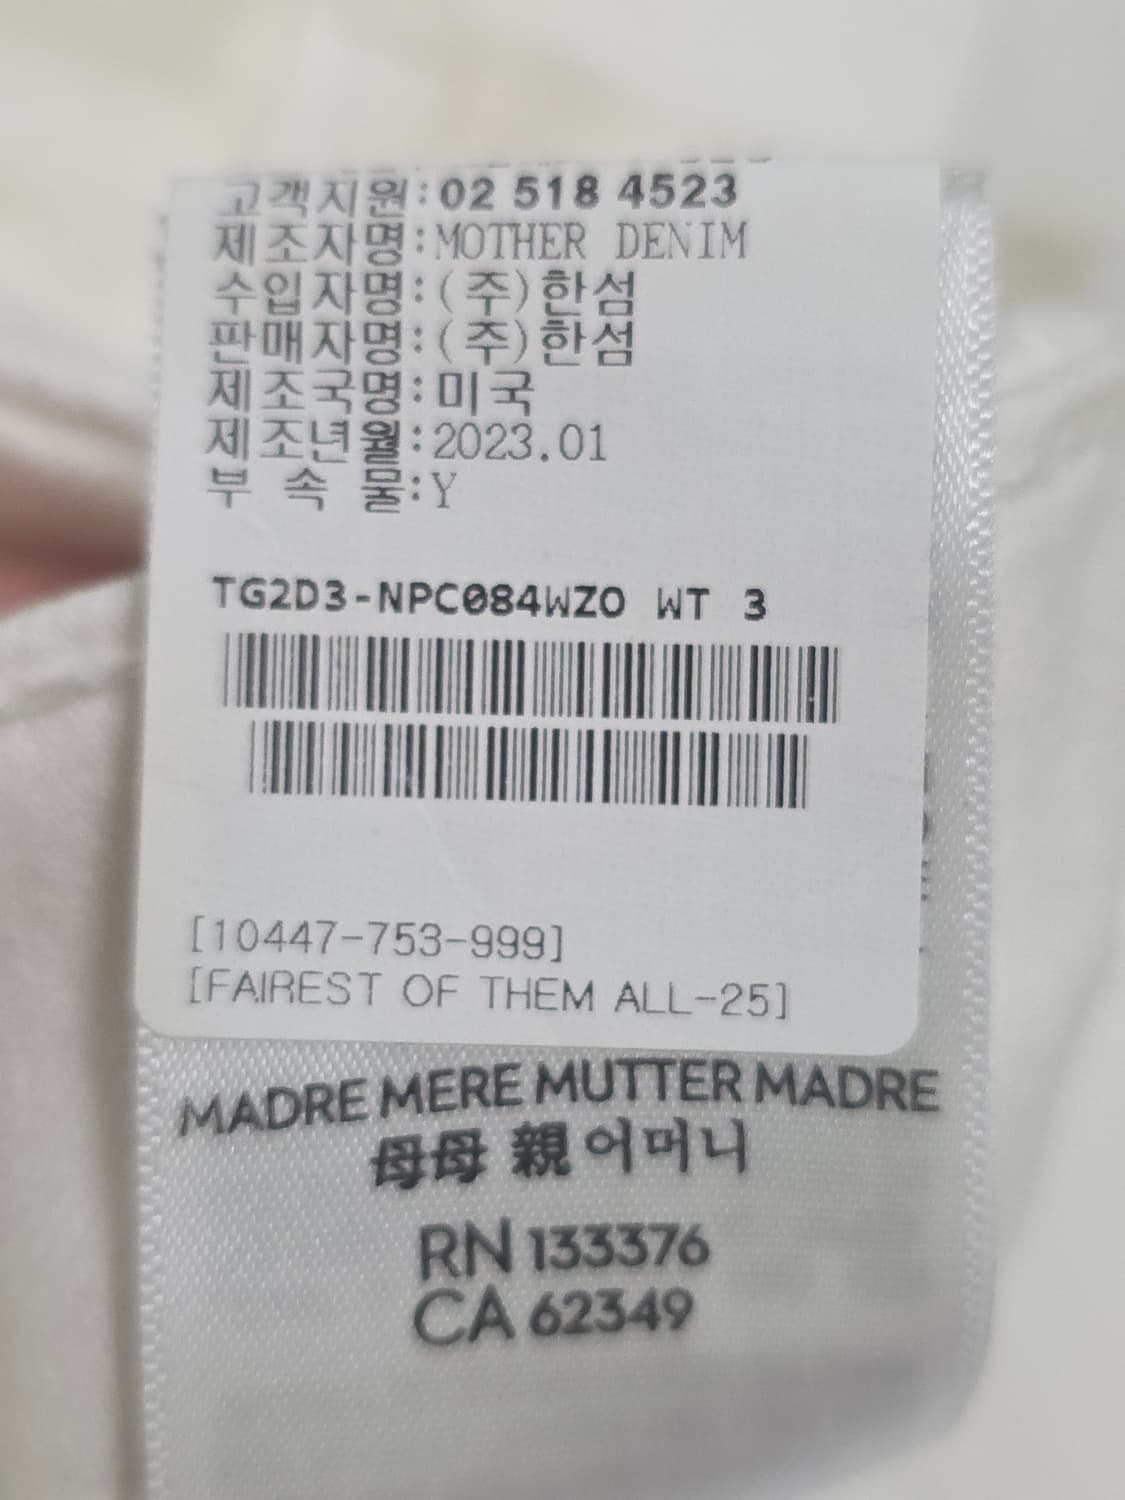 고객지원:02 518 4523
제조자명:MOTHER DENIM
수입자명:(주)한섬
판매자명:(주)한섬
제조국명:미국
제조년월:2023.01
부 속 물:Y
TG2D3-NPC084WZO WT 3
[10447-753-999]
[FAIREST OF THEM ALL-25]
MADRE MERE MUTTER MADRE
母母 親 어머니
RN 133376
CA 62349